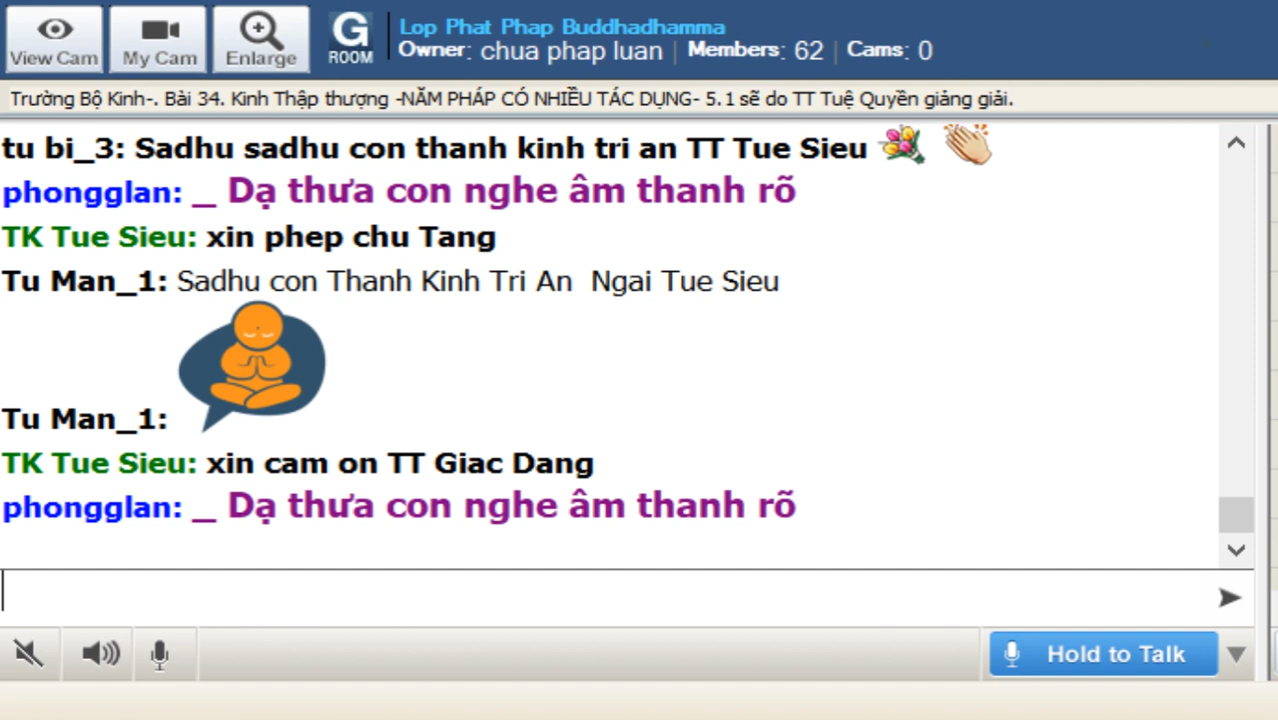 View Cam
My Cam
Enlarge
G
ROOM
Lop Phat Phap Buddhadhamma
Owner: chua phap luan | Members: 62 | Cams: 0
Trường Bộ Kinh-. Bài 34. Kinh Thập thượng -NĂM PHÁP CÓ NHIỀU TÁC DỤNG- 5.1 sẽ do TT Tuệ Quyền giảng giải.
tu bi_3: Sadhu sadhu con thanh kinh tri an TT Tue Sieu
phongglan: _ Dạ thưa con nghe âm thanh rõ
TK Tue Sieu: xin phep chu Tang
Tu Man_1: Sadhu con Thanh Kinh Tri An Ngai Tue Sieu
Tu Man_1:
TK Tue Sieu: xin cam on TT Giac Dang
phongglan: _ Dạ thưa con nghe âm thanh rõ
Hold to Talk